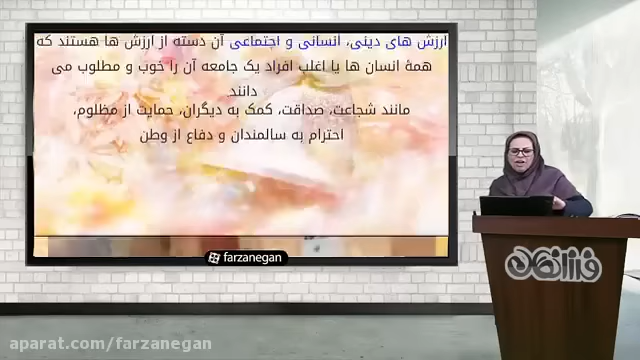 ارزش های دینی، انسانی و اجتماعی آن دسته از ارزش ها هستند که
همهٔ انسان ها یا اغلب افراد یک جامعه آن را خوب و مطلوب می
دانند
مانند شجاعت، صداقت، کمک به دیگران، حمایت از مظلوم،
احترام به سالمندان و دفاع از وطن
farzanegan
فرزانگان
aparat.com/farzanegan